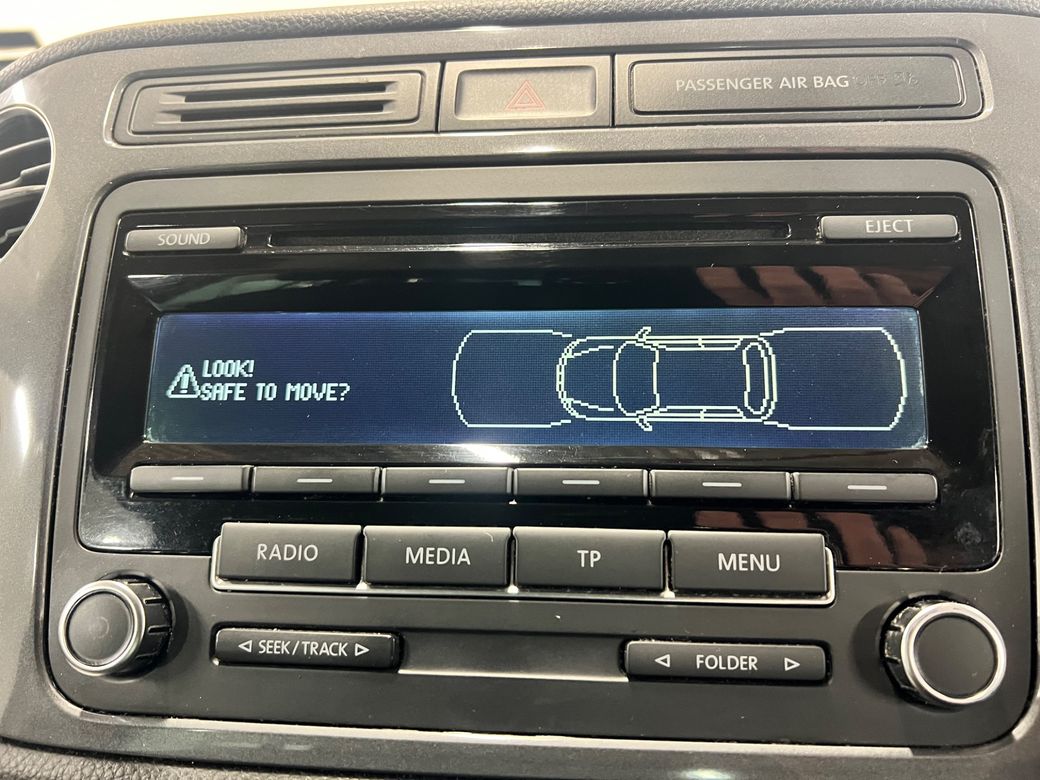 PASSENGER AIR BAG
SOUND
EJECT
LOOK!
SAFE TO MOVE?
RADIO
MEDIA
TP
MENU
SEEK/TRACK
FOLDER